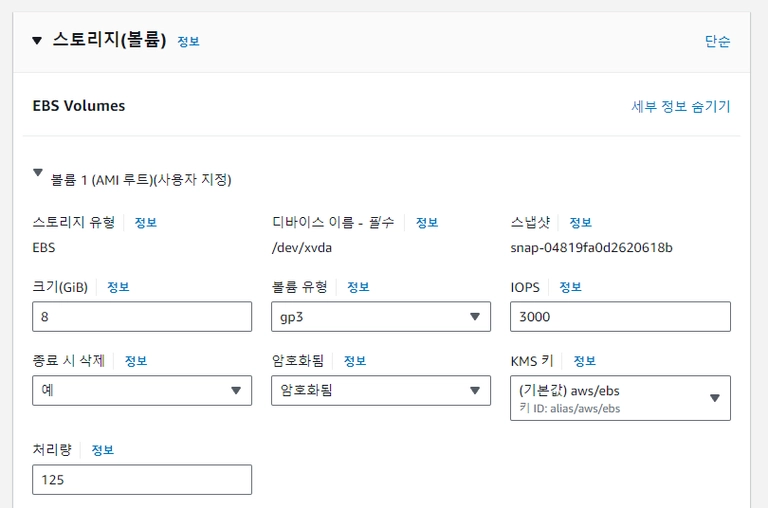 스토리지(볼륨) 정보 단순
EBS Volumes 세부 정보 숨기기
볼륨 1 (AMI 루트)(사용자 지정)
스토리지 유형 정보 디바이스 이름 - 필수 정보 스냅샷 정보
EBS /dev/xvda snap-04819fa0d2620618b
크기(GiB) 정보 볼륨 유형 정보 IOPS 정보
8 gp3 3000
종료 시 삭제 정보 암호화됨 정보 KMS 키 정보
예 암호화됨 (기본값) aws/ebs
키 ID: alias/aws/ebs
처리량 정보
125